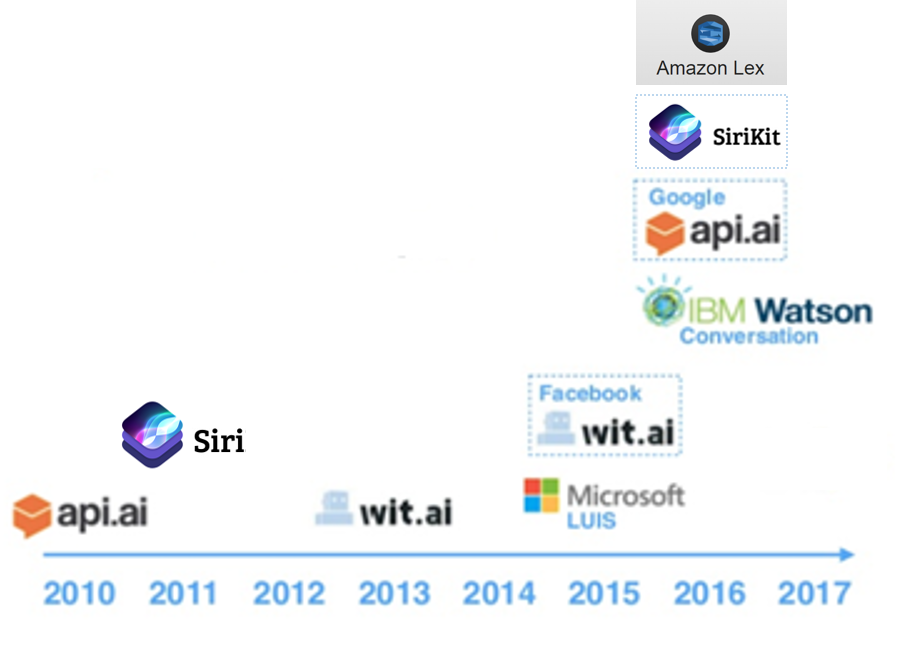 Amazon Lex
SiriKit
Google
api.ai
IBM Watson
Conversation
Facebook
wit.ai
Siri
api.ai
wit.ai
Microsoft
LUIS
2010 2011 2012 2013 2014 2015 2016 2017